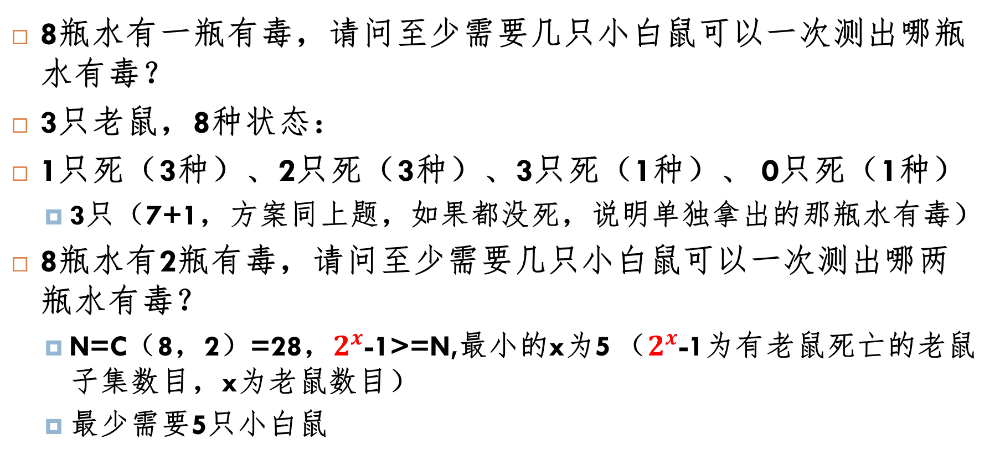 8瓶水有一瓶有毒，请问至少需要几只小白鼠可以一次测出哪瓶
水有毒？
3只老鼠，8种状态：
1只死（3种）、2只死（3种）、3只死（1种）、 0只死（1种）
3只（7+1，方案同上题，如果都没死，说明单独拿出的那瓶水有毒）
8瓶水有2瓶有毒，请问至少需要几只小白鼠可以一次测出哪两
瓶水有毒？
N=C（8，2）=28，2ˣ-1>=N,最小的x为5 （2ˣ-1为有老鼠死亡的老鼠
子集数目，x为老鼠数目）
最少需要5只小白鼠